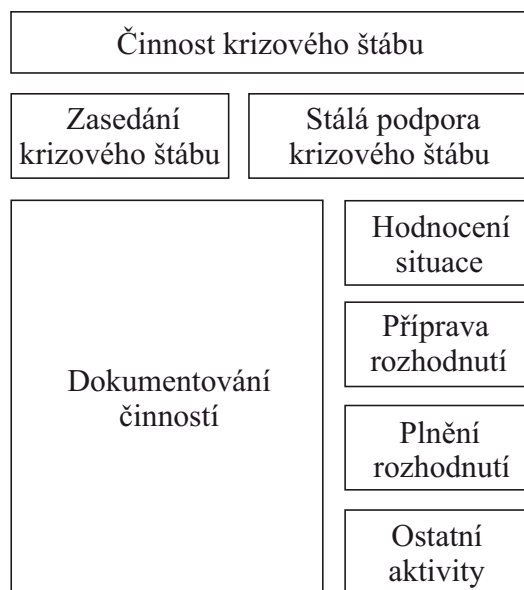 Činnost krizového štábu
Zasedání
krizového štábu
Stálá podpora
krizového štábu
Dokumentování
činností
Hodnocení
situace
Příprava
rozhodnutí
Plnění
rozhodnutí
Ostatní
aktivity